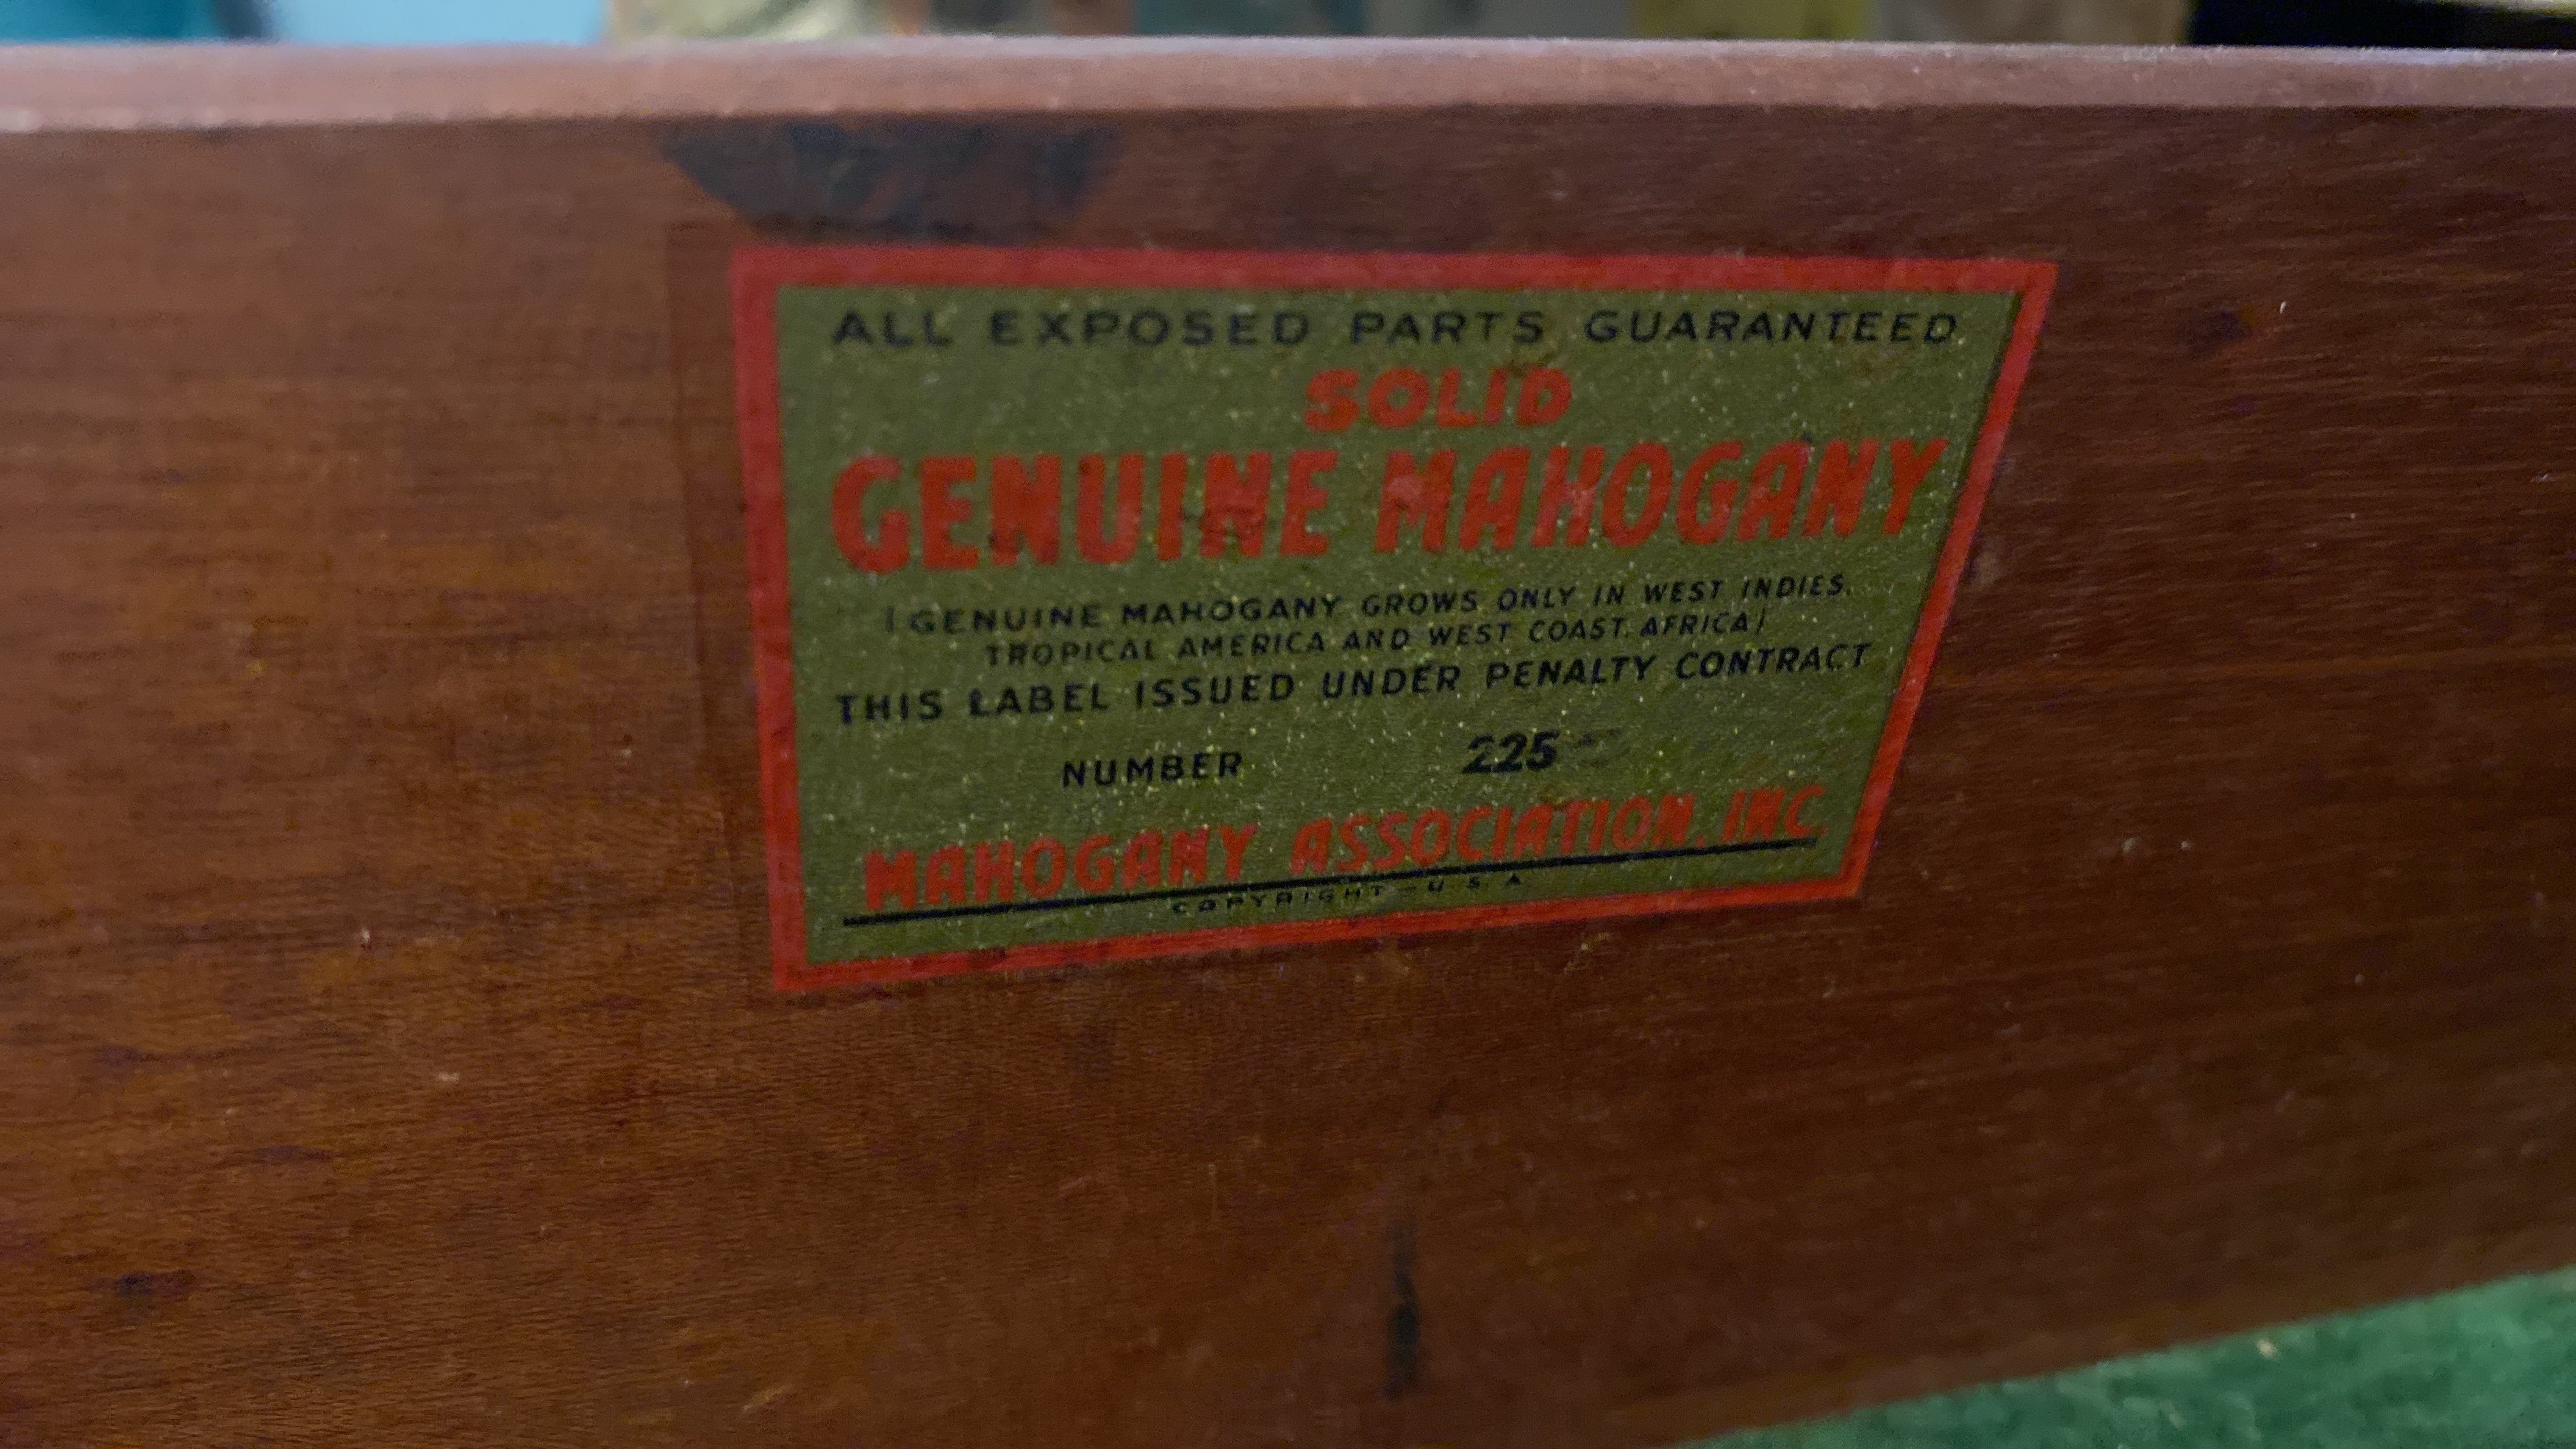 ALL EXPOSED PARTS GUARANTEED
SOLID
GENUINE MAHOGANY
(GENUINE MAHOGANY GROWS ONLY IN WEST INDIES,
TROPICAL AMERICA AND WEST COAST, AFRICA)
THIS LABEL ISSUED UNDER PENALTY CONTRACT
NUMBER 225
MAHOGANY ASSOCIATION, INC.
COPYRIGHT - U.S.A.